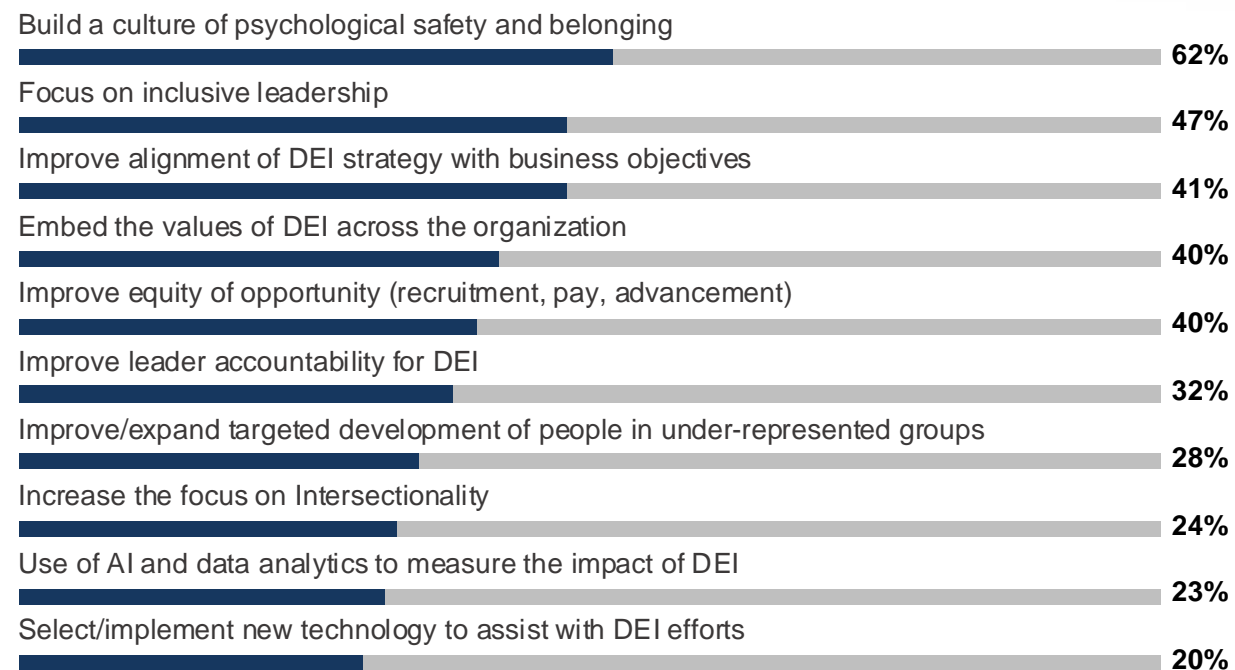 Build a culture of psychological safety and belonging
62%
Focus on inclusive leadership
47%
Improve alignment of DEI strategy with business objectives
41%
Embed the values of DEI across the organization
40%
Improve equity of opportunity (recruitment, pay, advancement)
40%
Improve leader accountability for DEI
32%
Improve/expand targeted development of people in under-represented groups
28%
Increase the focus on Intersectionality
24%
Use of AI and data analytics to measure the impact of DEI
23%
Select/implement new technology to assist with DEI efforts
20%